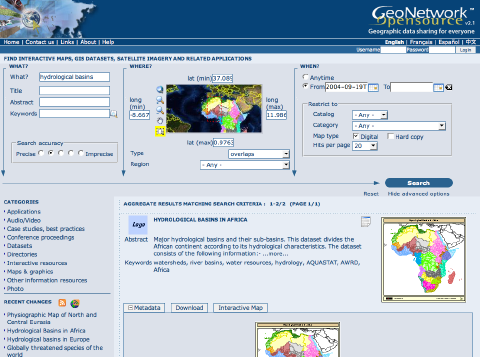 GeoNetwork™
Opensource v2.1
Geographic data sharing for everyone
Home | Contact us | Links | About | Help
English | Français | Español | 中文
Username Password Login
FIND INTERACTIVE MAPS, GIS DATASETS, SATELLITE IMAGERY AND RELATED APPLICATIONS
WHAT?
What? hydrological basins
Title
Abstract
Keywords
Search accuracy
Precise Imprecise
WHERE?
lat (min) 37.089
long (min) -8.667
long (max) 11.986
lat (max) 0.9763
Type overlaps
Region - Any -
WHEN?
Anytime
From 2004-09-19T To
Restrict to
Catalog - Any -
Category - Any -
Map type Digital Hard copy
Hits per page 20
Search
Reset Hide advanced options
CATEGORIES
Applications
Audio/Video
Case studies, best practices
Conference proceedings
Datasets
Directories
Interactive resources
Maps & graphics
Other information resources
Photo
RECENT CHANGES
Physiographic Map of North and
Central Eurasia
Hydrological Basins in Africa
Hydrological basins in Europe
Globally threatened species of the
world
AGGREGATE RESULTS MATCHING SEARCH CRITERIA : 1-2/2 (PAGE 1/1)
Logo HYDROLOGICAL BASINS IN AFRICA
Abstract Major hydrological basins and their sub-basins. This dataset divides the
African continent according to its hydrological characteristics. The dataset
consists of the following information:- ...more...
Keywords watersheds, river basins, water resources, hydrology, AQUASTAT, AWRD,
Africa
Metadata Download Interactive Map